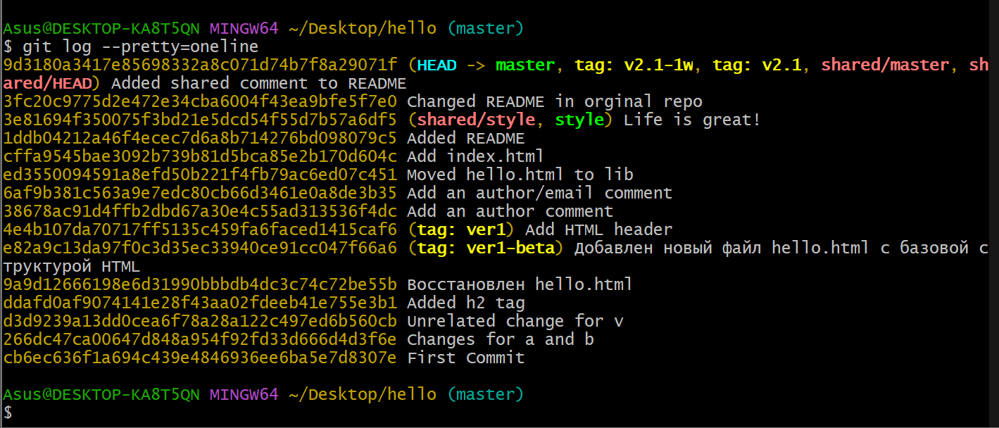 Asus@DESKTOP-KA8T5QN MINGW64 ~/Desktop/hello (master)
$ git log --pretty=oneline
9d3180a3417e85698332a8c071d74b7f8a29071f (HEAD -> master, tag: v2.1-1w, tag: v2.1, shared/master, sh
ared/HEAD) Added shared comment to README
3fc20c9775d2e472e34cba6004f43ea9bfe5f7e0 Changed README in orginal repo
3e81694f350075f3bd21e5dcd54f55d7b57a6df5 (shared/style, style) Life is great!
1ddb04212a46f4ecec7d6a8b714276bd098079c5 Added README
cffa9545bae3092b739b81d5bca85e2b170d604c Add index.html
ed3550094591a8efd50b221f4fb79ac6ed07c451 Moved hello.html to lib
6af9b381c563a9e7edc80cb66d3461e0a8de3b35 Add an author/email comment
38678ac91d4ffb2dbd67a30e4c55ad313536f4dc Add an author comment
4e4b107da70717ff5135c459fa6faced1415caf6 (tag: ver1) Add HTML header
e82a9c13da97f0c3d35ec33940ce91cc047f66a6 (tag: ver1-beta) Добавлен новый файл hello.html с базовой с
труктурой HTML
9a9d12666198e6d31990bbbdb4dc3c74c72be55b Восстановлен hello.html
ddafd0af9074141e28f43aa02fdeeb41e755e3b1 Added h2 tag
d3d9239a13dd0cea6f78a28a122c497ed6b560cb Unrelated change for v
266dc47ca00647d848a954f92fd33d666d4d3f6e Changes for a and b
cb6ec636f1a694c439e4846936ee6ba5e7d8307e First Commit
Asus@DESKTOP-KA8T5QN MINGW64 ~/Desktop/hello (master)
$